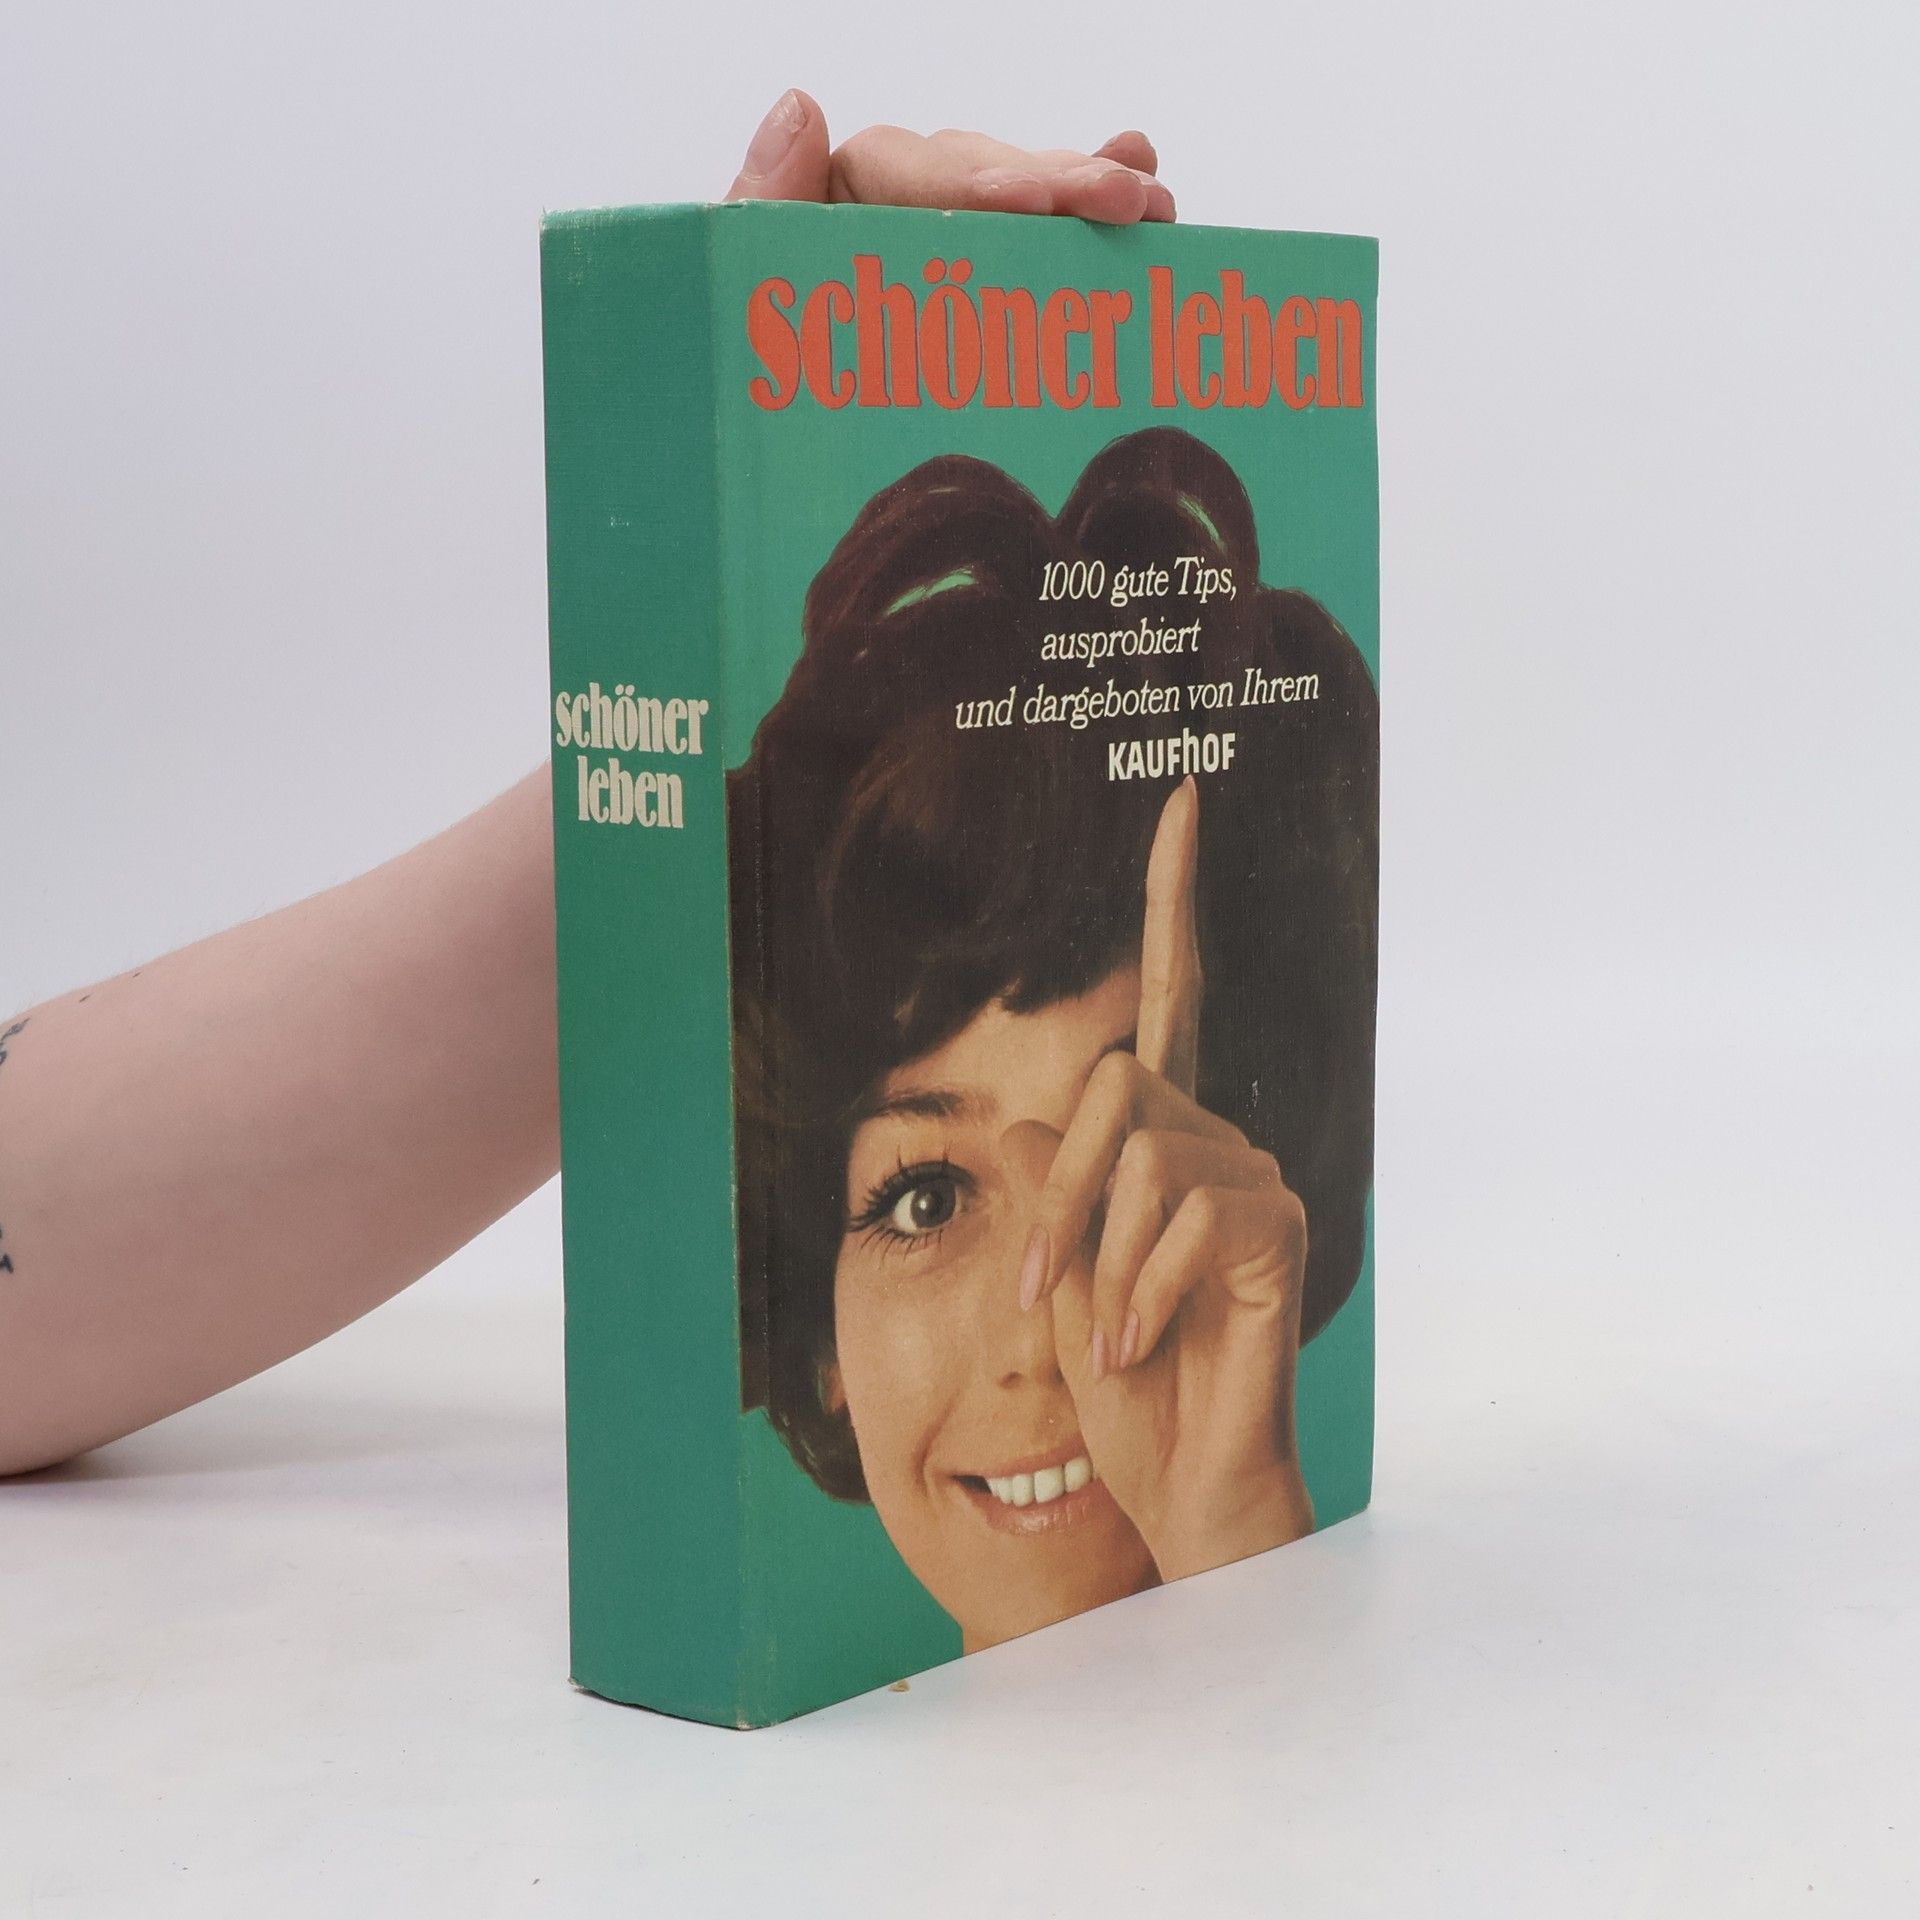 schöner leben
1000 gute Tips,
ausprobiert
und dargeboten von Ihrem
KAUFhOF
schöner
leben